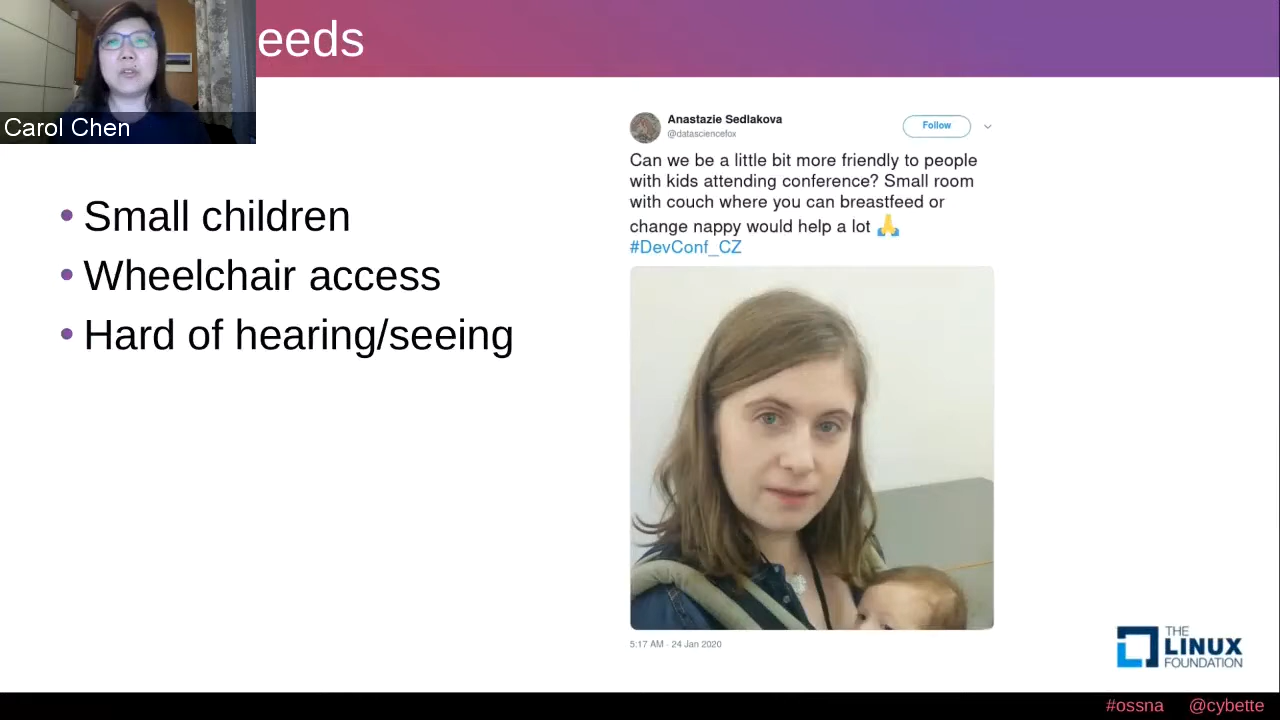 eeds
Carol Chen
• Small children
• Wheelchair access
• Hard of hearing/seeing
Anastazie Sedlakova
@datasciencefox
Follow
Can we be a little bit more friendly to people
with kids attending conference? Small room
with couch where you can breastfeed or
change nappy would help a lot 🙏
#DevConf_CZ
5:17 AM · 24 Jan 2020
THE
LINUX
FOUNDATION
#ossna @cybette